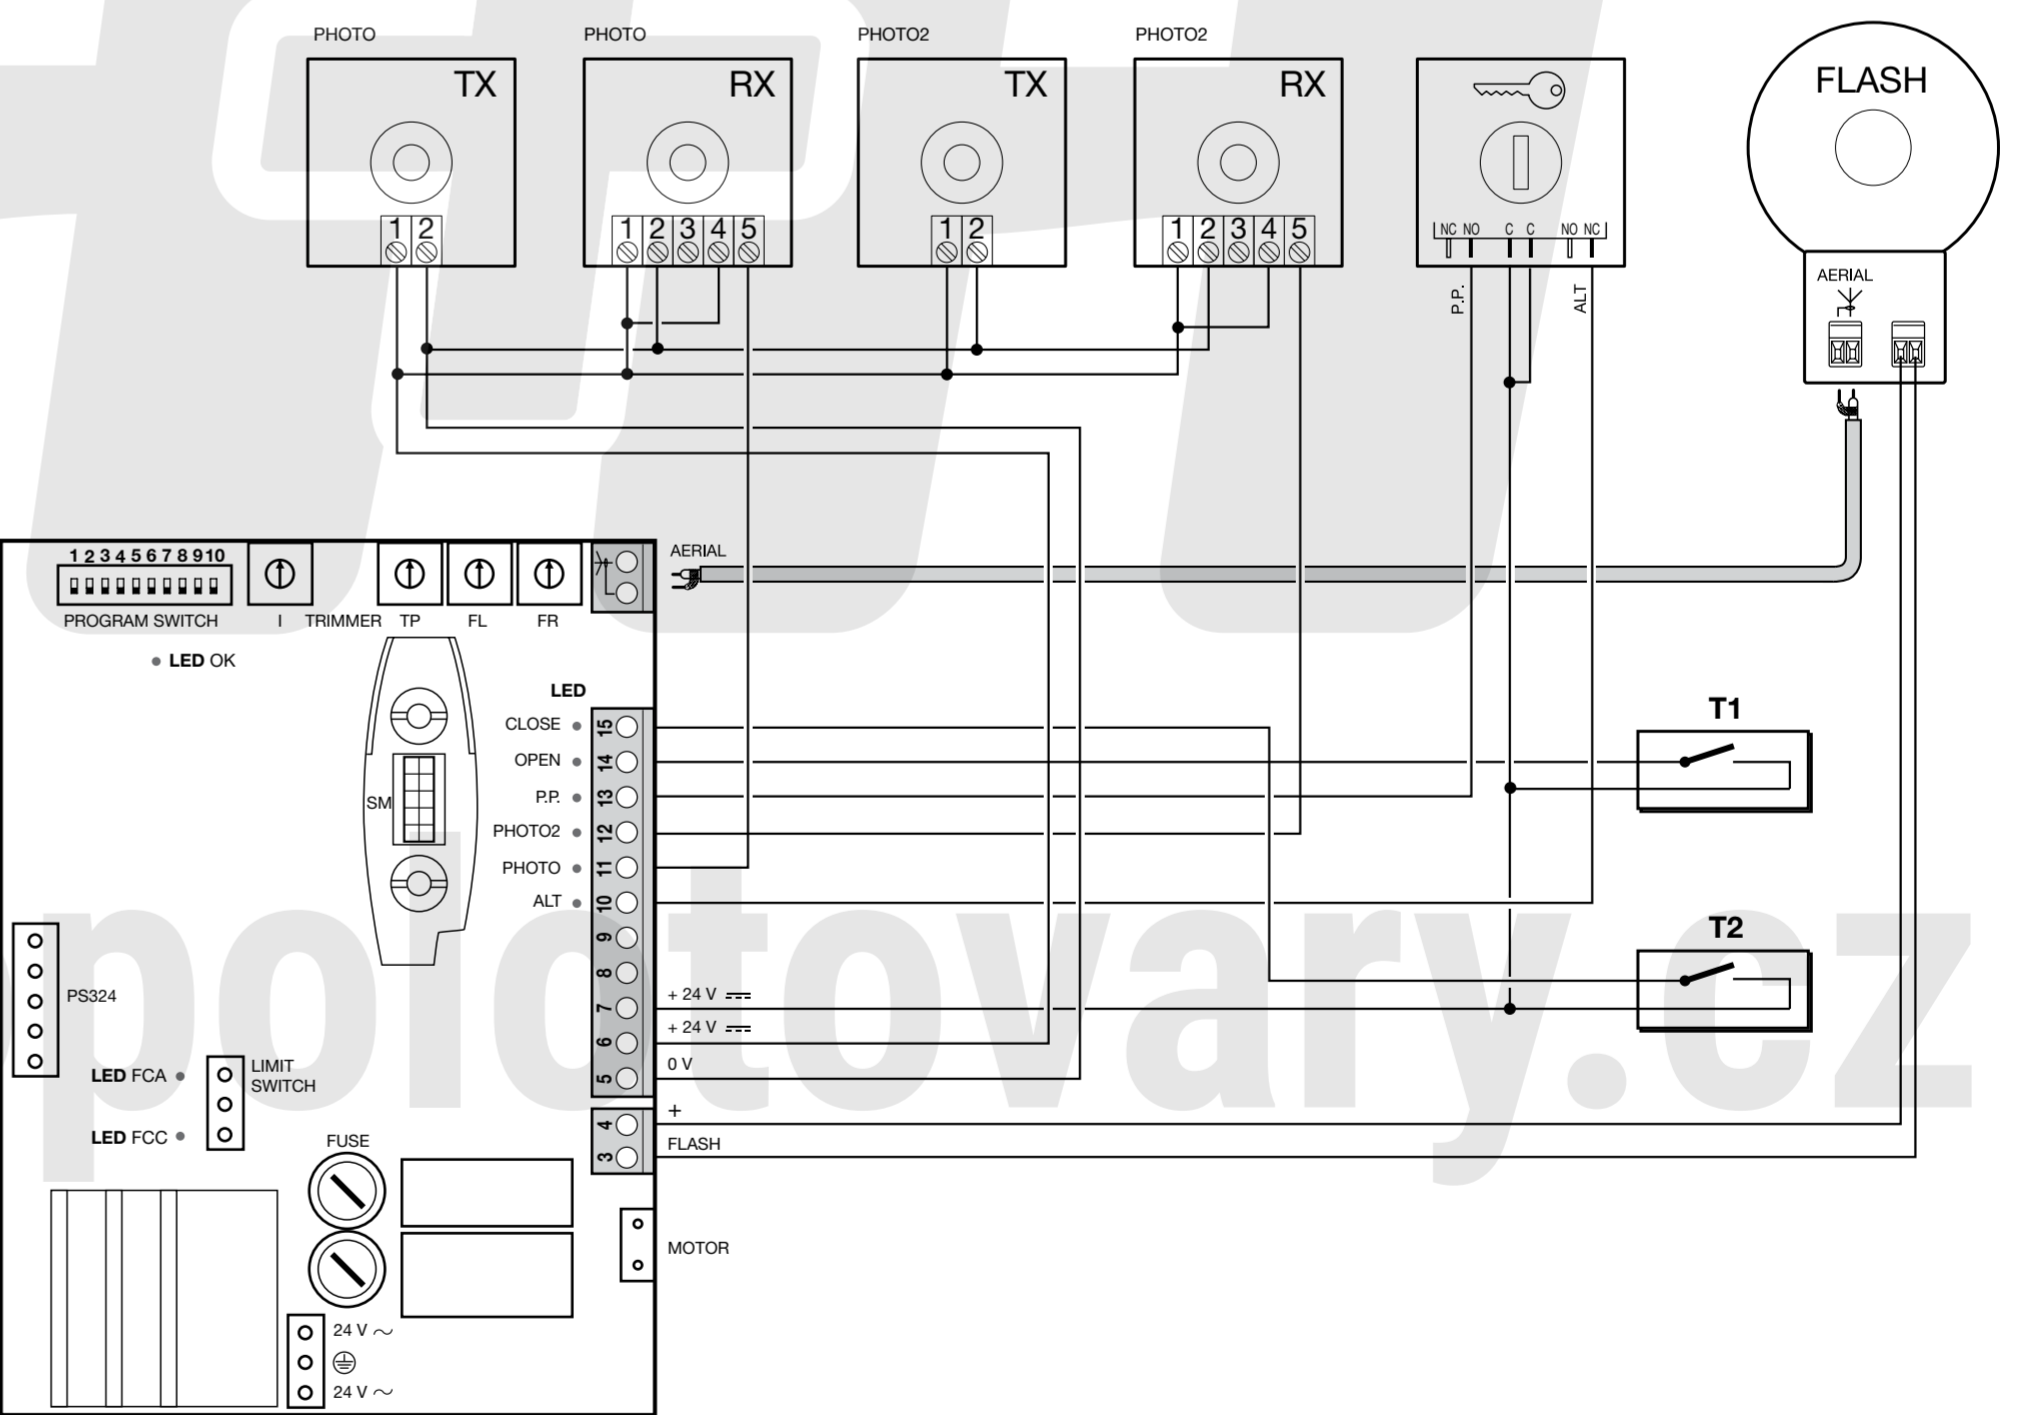 PHOTO PHOTO PHOTO2 PHOTO2
TX RX TX RX FLASH
1 2 1 2 3 4 5 1 2 1 2 3 4 5 NC NO C C NO NC
P.P. ALT
AERIAL
1 2 3 4 5 6 7 8 9 10
AERIAL
PROGRAM SWITCH I TRIMMER TP FL FR
LED OK
LED
CLOSE 15
OPEN 14
P.P. 13
PHOTO2 12
PHOTO 11
ALT 10
9
8
7 + 24 V
6 + 24 V
5 0 V
4 +
3 FLASH
SM
T1
T2
PS324
LED FCA
LIMIT
SWITCH
LED FCC
FUSE
MOTOR
24 V ~
24 V ~
polotovary.cz